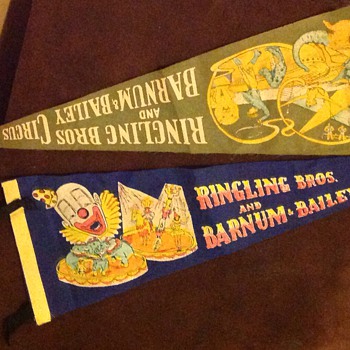 RINGLING BROS
AND
BARNUM & BAILEY CIRCUS
RINGLING BROS.
AND
BARNUM & BAILEY